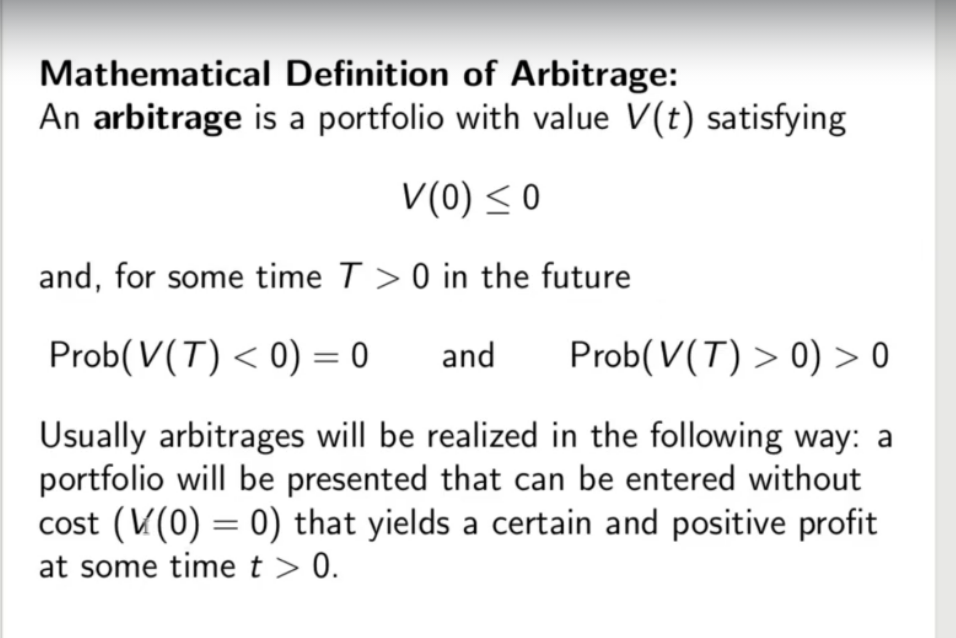 Mathematical Definition of Arbitrage:
An arbitrage is a portfolio with value V(t) satisfying
V(0) ≤ 0
and, for some time T > 0 in the future
Prob(V(T) < 0) = 0 and Prob(V(T) > 0) > 0
Usually arbitrages will be realized in the following way: a
portfolio will be presented that can be entered without
cost (V(0) = 0) that yields a certain and positive profit
at some time t > 0.